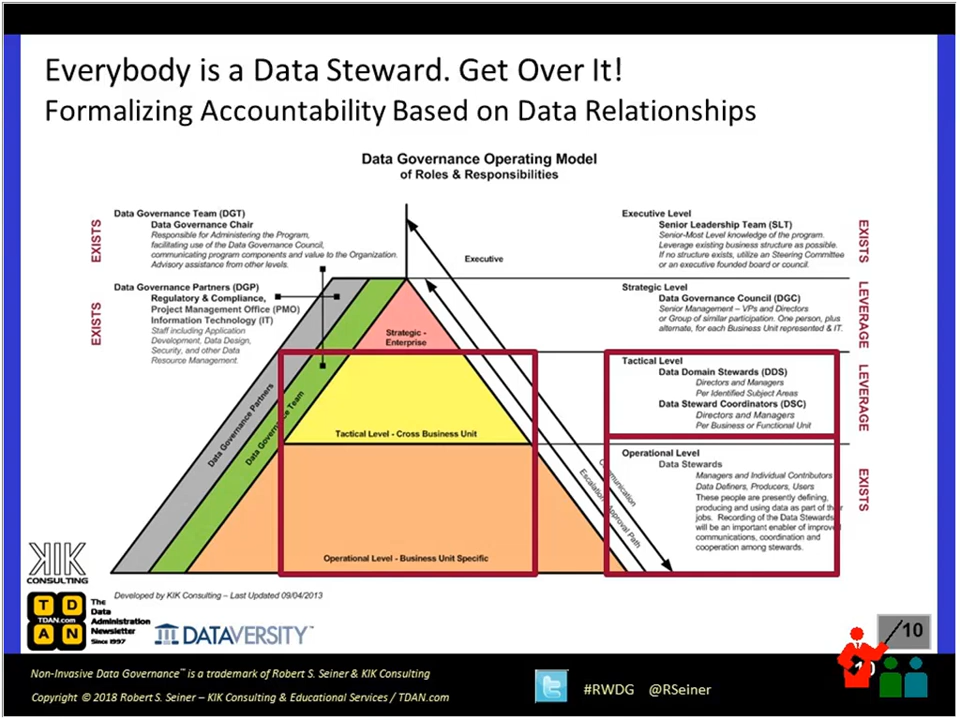 Everybody is a Data Steward. Get Over It!
Formalizing Accountability Based on Data Relationships
Data Governance Operating Model
of Roles & Responsibilities
EXISTS
Data Governance Team (DGT)
Data Governance Chair
Responsible for Administering the Program,
facilitating use of the Data Governance Council,
communicating program components and value to the Organization.
Advisory assistance from other levels.
EXISTS
Data Governance Partners (DGP)
Regulatory & Compliance,
Project Management Office (PMO)
Information Technology (IT)
Staff including Application
Development, Data Design,
Security, and other Data
Resource Management.
Executive
Strategic -
Enterprise
Data Governance Partners
Data Governance Team
Tactical Level - Cross Business Unit
Operational Level - Business Unit Specific
Communication
Escalation / Approval Path
Executive Level
Senior Leadership Team (SLT)
Senior-Most Level knowledge of the program.
Leverage existing business structure as possible.
If no structure exists, utilize an Steering Committee
or an executive founded board or council.
EXISTS
Strategic Level
Data Governance Council (DGC)
Senior Management – VPs and Directors
or Group of similar participation. One person, plus
alternate, for each Business Unit represented & IT.
LEVERAGE
Tactical Level
Data Domain Stewards (DDS)
Directors and Managers
Per Identified Subject Areas
Data Steward Coordinators (DSC)
Directors and Managers
Per Business or Functional Unit
LEVERAGE
Operational Level
Data Stewards
Managers and Individual Contributors
Data Definers, Producers, Users
These people are presently defining,
producing and using data as part of their
jobs. Recording of the Data Stewards
will be an important enabler of improved
communications, coordination and
cooperation among stewards.
EXISTS
Developed by KIK Consulting – Last Updated 09/04/2013
KIK
CONSULTING
T D
TDAN.com
A N
The
Data
Administration
Newsletter
Since 1997
DATAVERSITY
/10
10
Non-Invasive Data Governance™ is a trademark of Robert S. Seiner & KIK Consulting
Copyright © 2018 Robert S. Seiner – KIK Consulting & Educational Services / TDAN.com
#RWDG @RSeiner